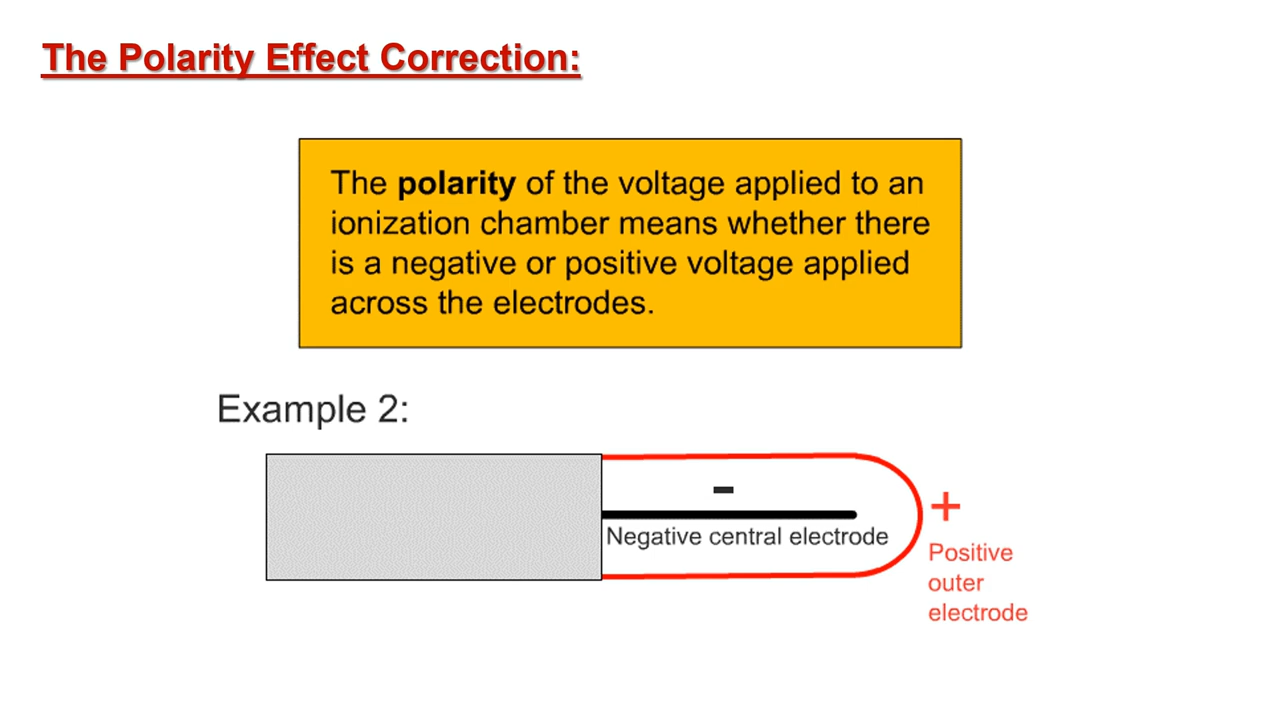 The Polarity Effect Correction:
The polarity of the voltage applied to an
ionization chamber means whether there
is a negative or positive voltage applied
across the electrodes.
Example 2:
-
Negative central electrode
+
Positive
outer
electrode